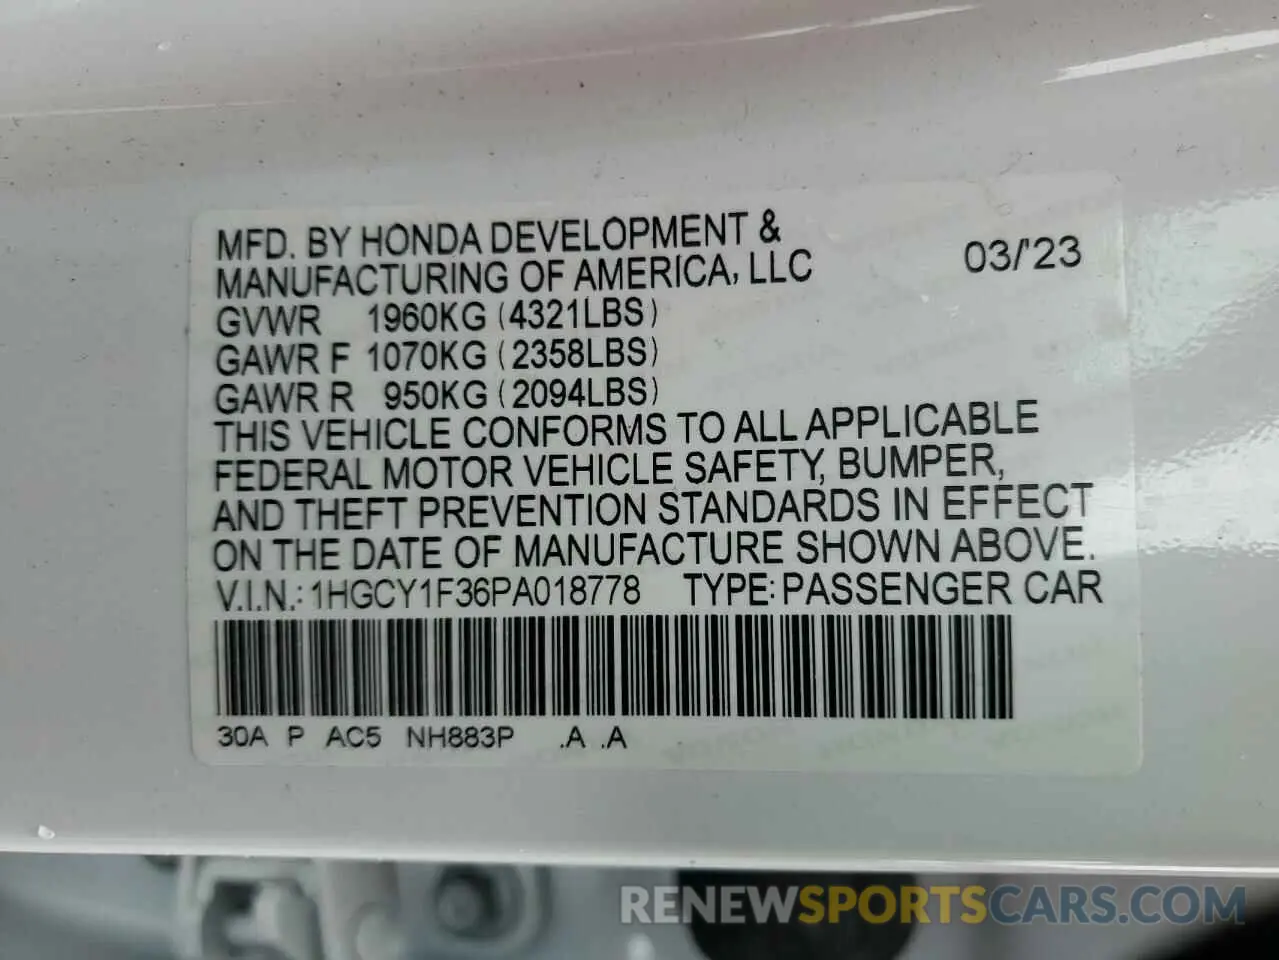 MFD. BY HONDA DEVELOPMENT &
MANUFACTURING OF AMERICA, LLC 03/'23
GVWR 1960KG (4321LBS)
GAWR F 1070KG (2358LBS)
GAWR R 950KG (2094LBS)
THIS VEHICLE CONFORMS TO ALL APPLICABLE
FEDERAL MOTOR VEHICLE SAFETY, BUMPER,
AND THEFT PREVENTION STANDARDS IN EFFECT
ON THE DATE OF MANUFACTURE SHOWN ABOVE.
V.I.N.: 1HGCY1F36PA018778 TYPE: PASSENGER CAR
30A P AC5 NH883P .A .A
RENEWSPORTSCARS.COM